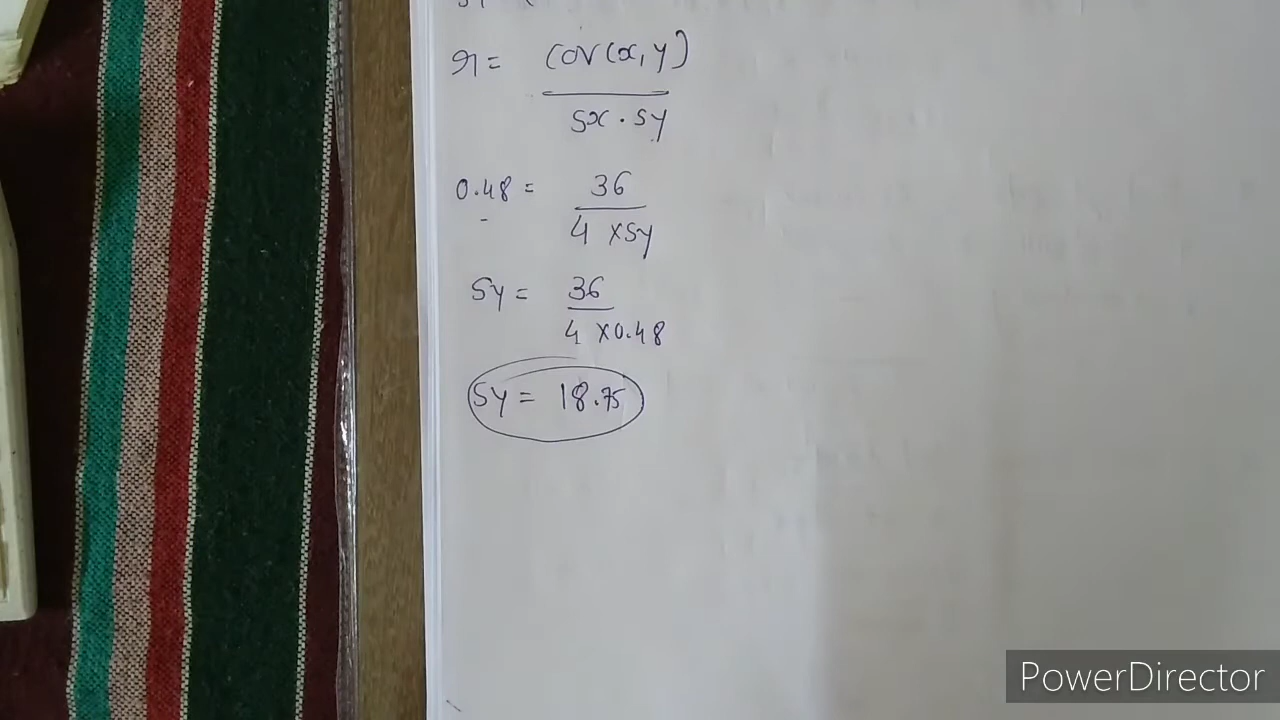 r = cov(x,y)
sx . sy
0.48 = 36
4 x sy
sy = 36
4 x 0.48
sy = 18.75
PowerDirector